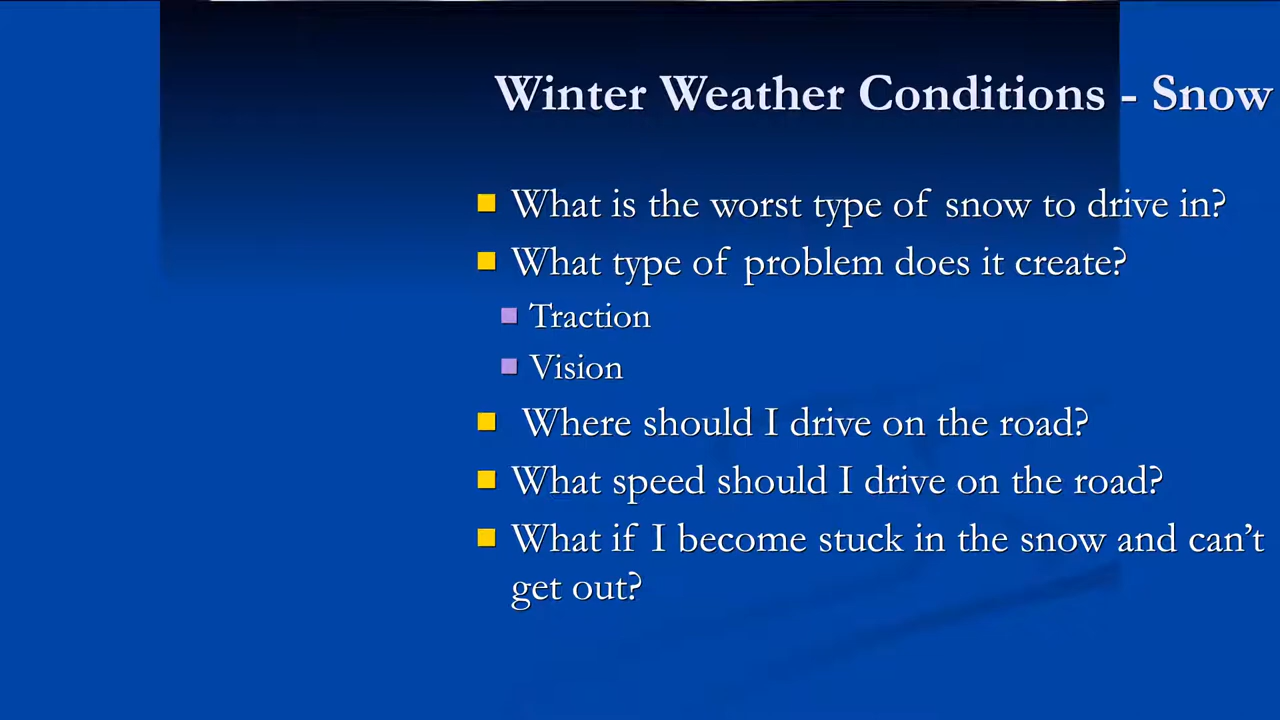 Winter Weather Conditions - Snow
What is the worst type of snow to drive in?
What type of problem does it create?
Traction
Vision
Where should I drive on the road?
What speed should I drive on the road?
What if I become stuck in the snow and can’t
get out?